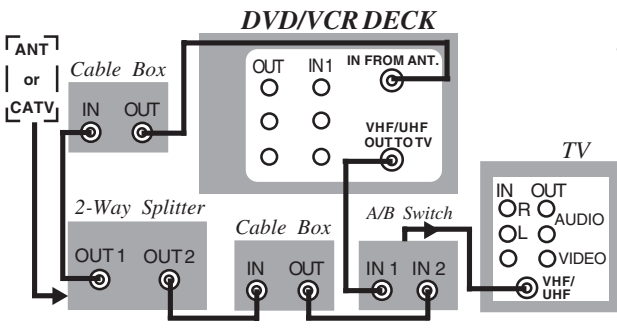 DVD/VCR DECK
ANT
or
CATV
Cable Box
IN OUT
OUT IN1 IN FROM ANT.
VHF/UHF
OUT TO TV
TV
IN OUT
R
AUDIO
L
VIDEO
VHF/
UHF
2-Way Splitter
OUT 1 OUT 2
Cable Box
IN OUT
A/B Switch
IN 1 IN 2